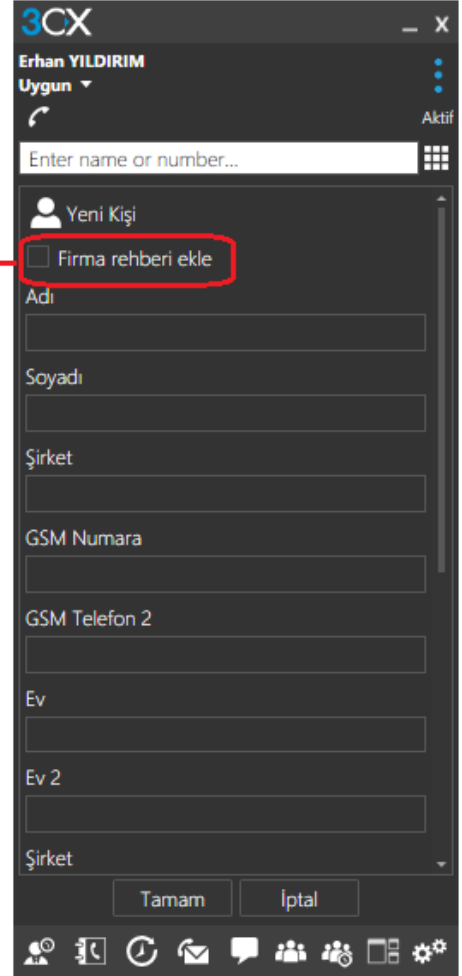 3CX
_ X
Erhan YILDIRIM
Uygun
Aktif
Enter name or number...
Yeni Kişi
Firma rehberi ekle
Adı
Soyadı
Şirket
GSM Numara
GSM Telefon 2
Ev
Ev 2
Şirket
Tamam İptal